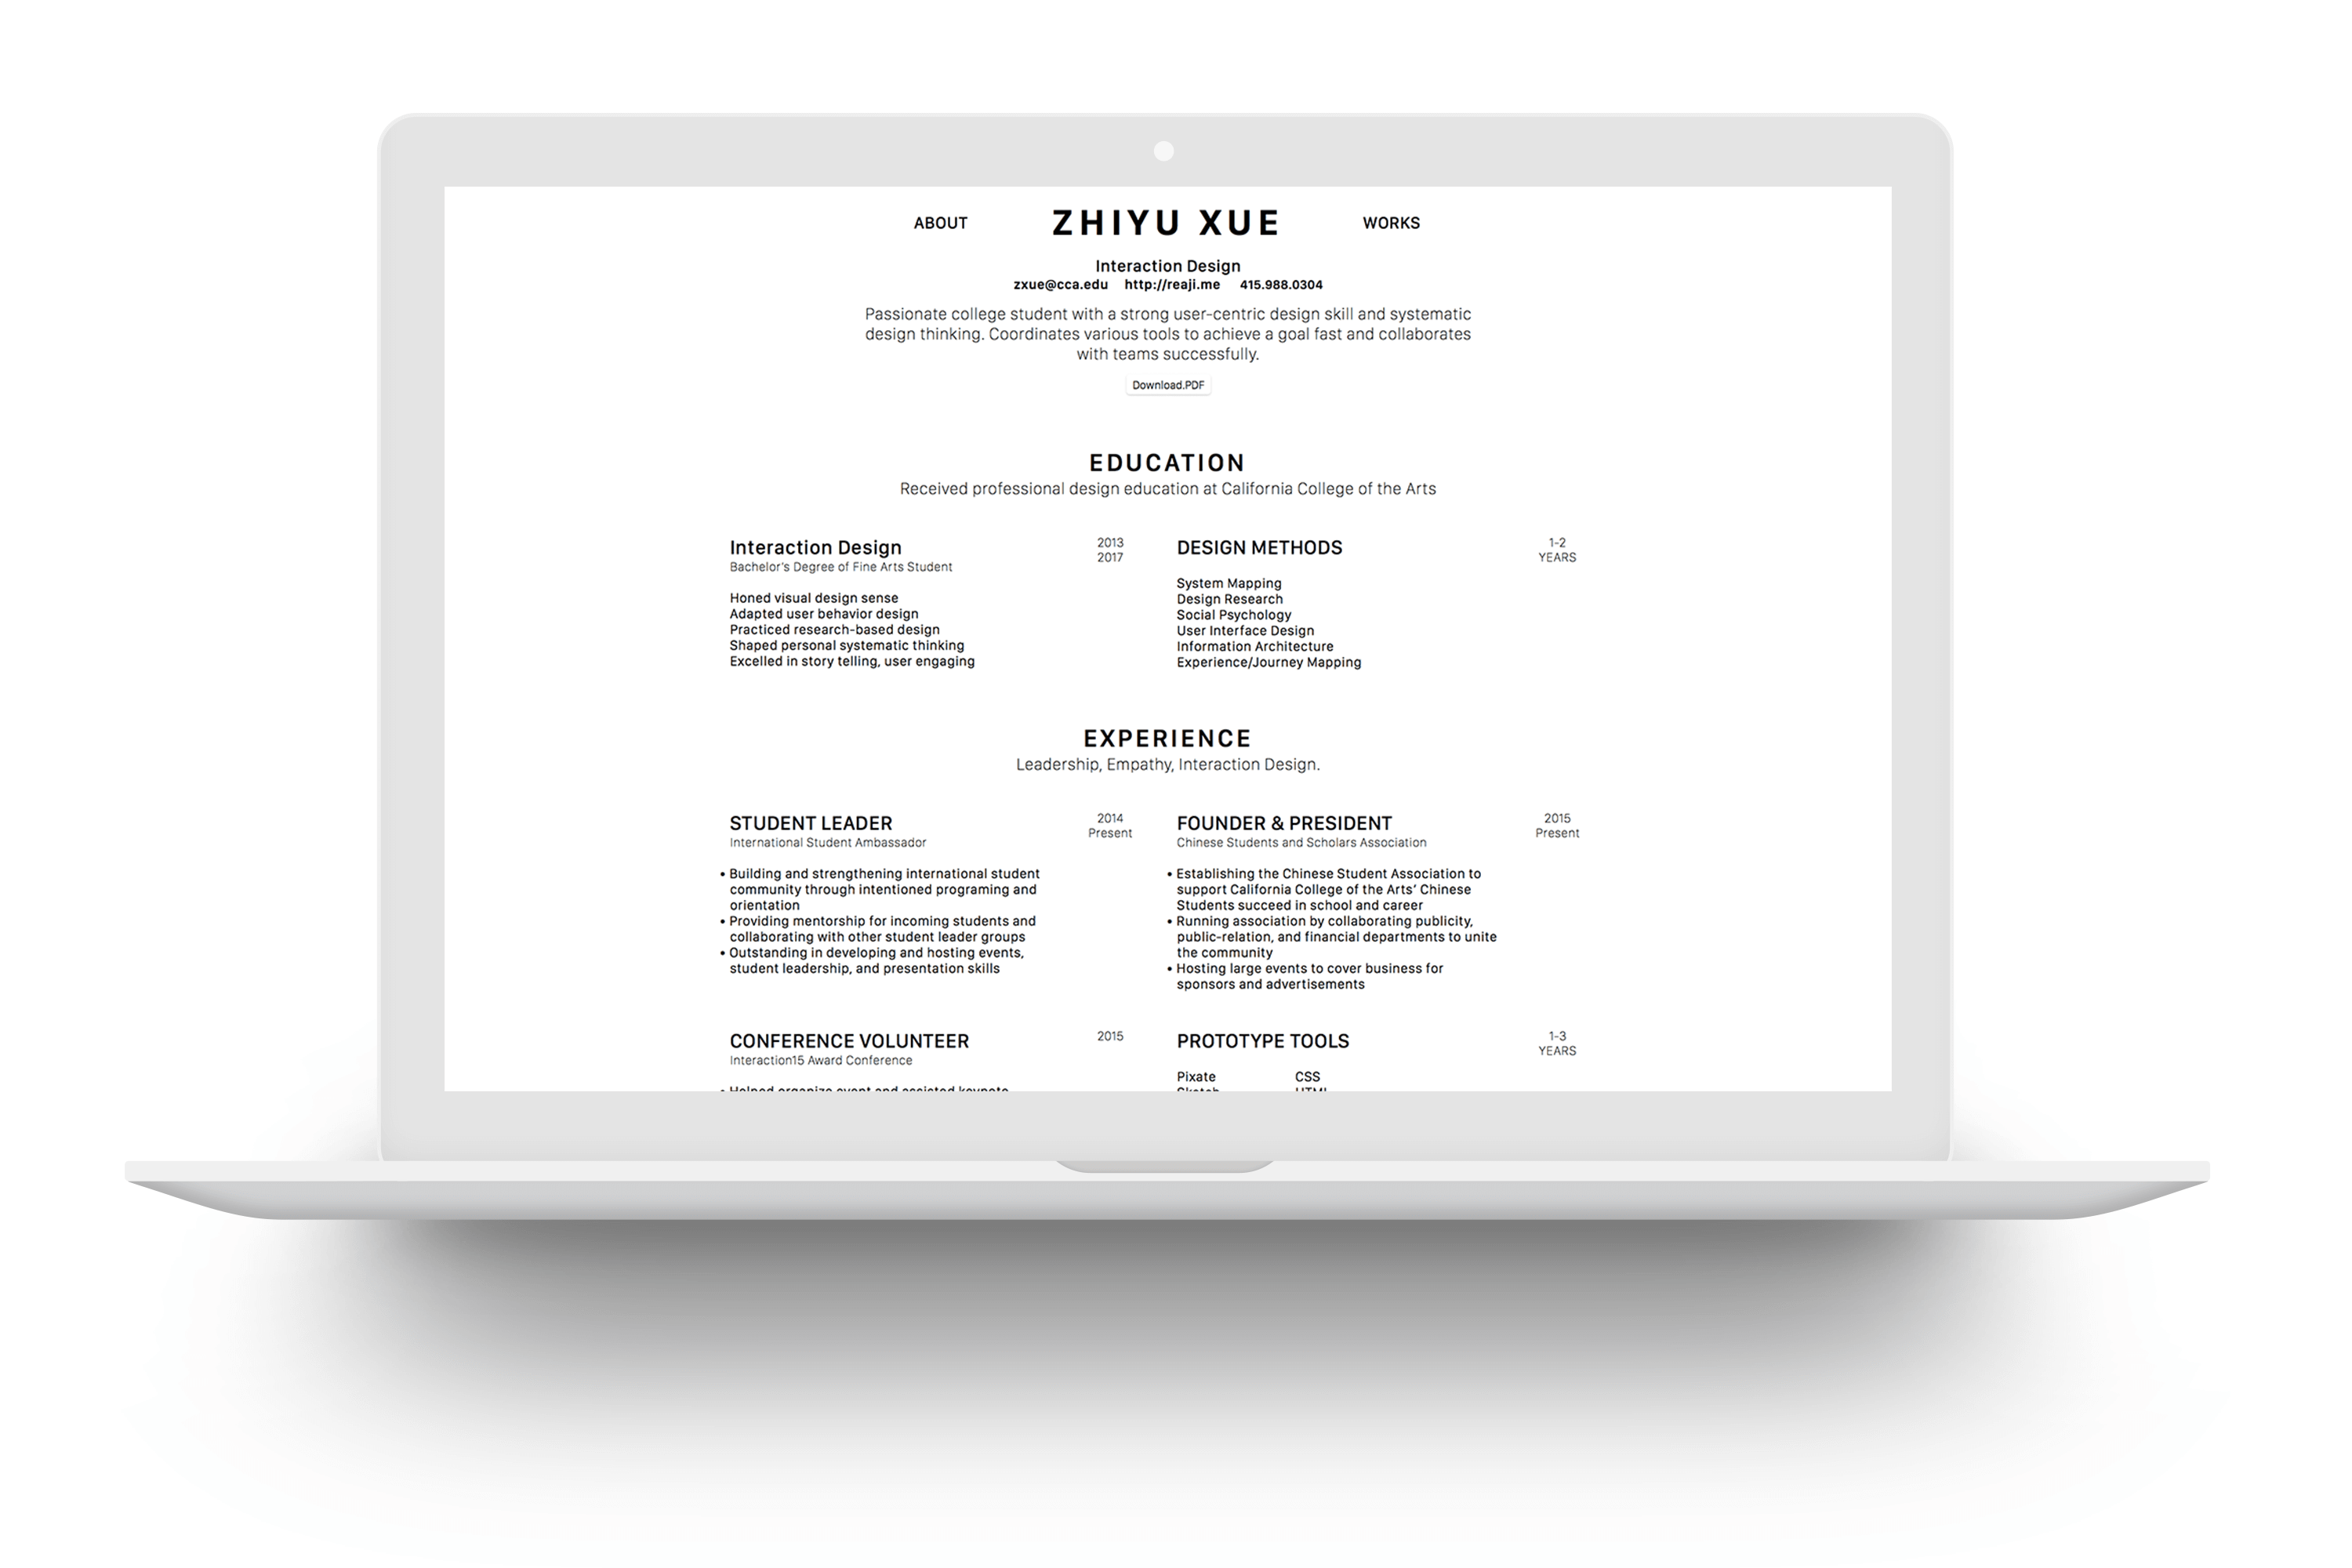 ABOUT ZHIYU XUE WORKS
Interaction Design
zxue@cca.edu http://reaji.me 415.988.0304
Passionate college student with a strong user-centric design skill and systematic
design thinking. Coordinates various tools to achieve a goal fast and collaborates
with teams successfully.
Download.PDF
EDUCATION
Received professional design education at California College of the Arts
Interaction Design
2013
2017
Bachelor's Degree of Fine Arts Student
Honed visual design sense
Adapted user behavior design
Practiced research-based design
Shaped personal systematic thinking
Excelled in story telling, user engaging
DESIGN METHODS
1-2
YEARS
System Mapping
Design Research
Social Psychology
User Interface Design
Information Architecture
Experience/Journey Mapping
EXPERIENCE
Leadership, Empathy, Interaction Design.
STUDENT LEADER
2014
Present
International Student Ambassador
• Building and strengthening international student
community through intentioned programing and
orientation
• Providing mentorship for incoming students and
collaborating with other student leader groups
• Outstanding in developing and hosting events,
student leadership, and presentation skills
FOUNDER & PRESIDENT
2015
Present
Chinese Students and Scholars Association
• Establishing the Chinese Student Association to
support California College of the Arts' Chinese
Students succeed in school and career
• Running association by collaborating publicity,
public-relation, and financial departments to unite
the community
• Hosting large events to cover business for
sponsors and advertisements
CONFERENCE VOLUNTEER
2015
Interaction15 Award Conference
• Helped organize event and assisted keynote
PROTOTYPE TOOLS
1-3
YEARS
Pixate CSS
Sketch HTML